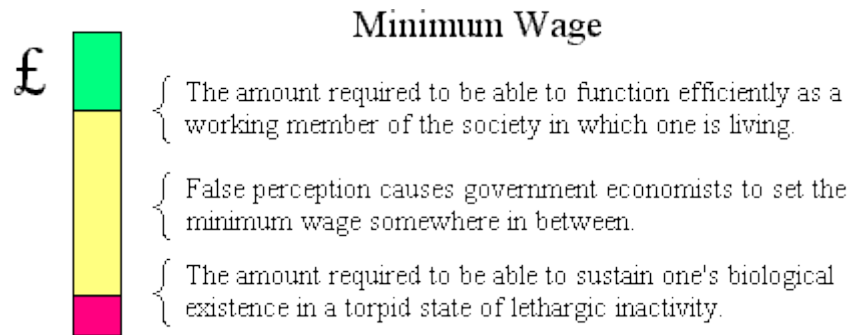 Minimum Wage
£
The amount required to be able to function efficiently as a
working member of the society in which one is living.
False perception causes government economists to set the
minimum wage somewhere in between.
The amount required to be able to sustain one's biological
existence in a torpid state of lethargic inactivity.